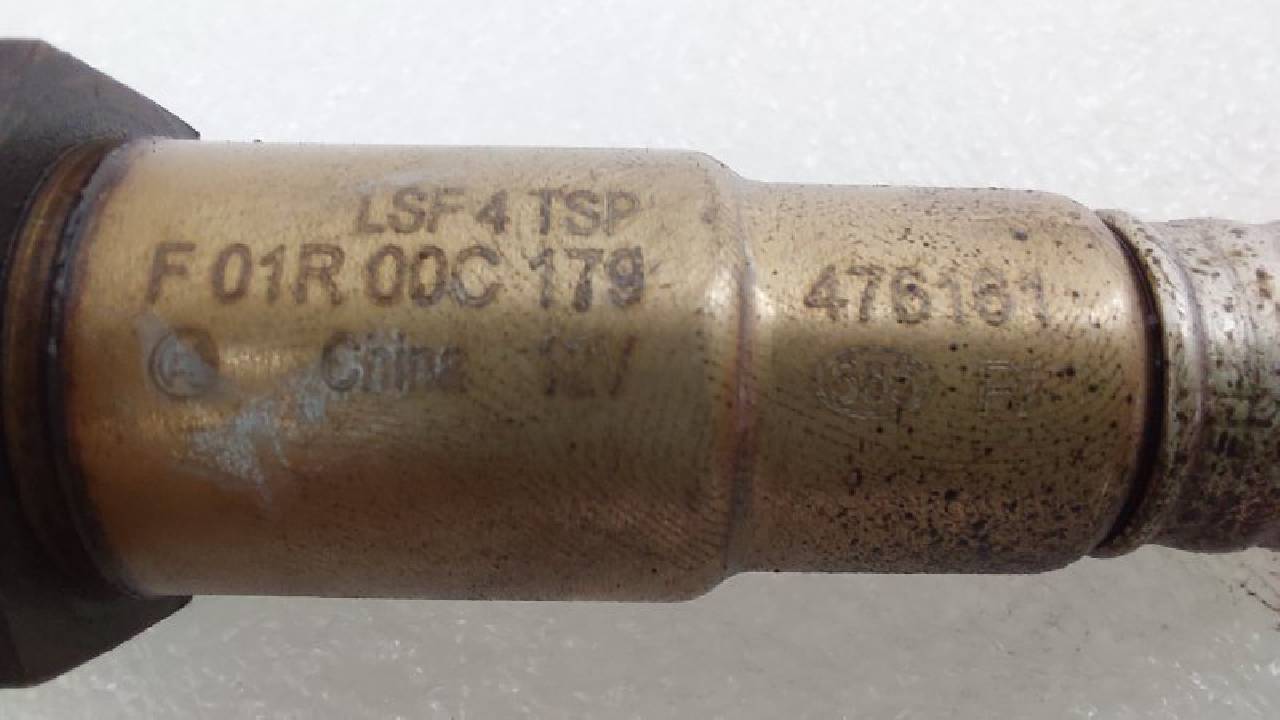 LSF 4 TSP
F 01R 00C 179
China
476161